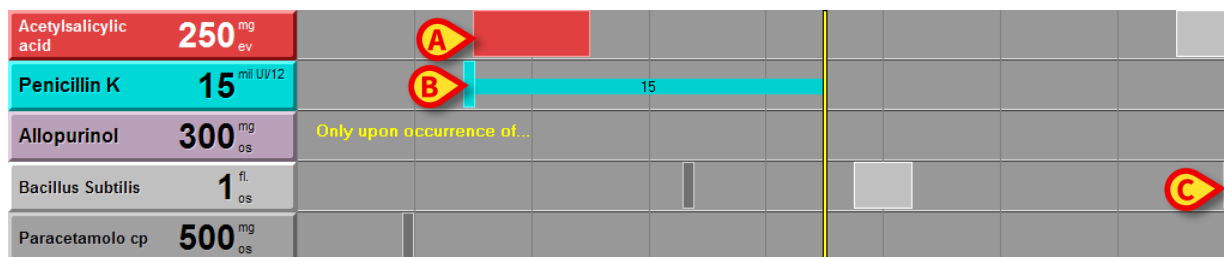 Acetylsalicylic acid 250 mg ev
A
Penicillin K 15 mil UI/12
B
15
Allopurinol 300 mg os
Only upon occurrence of...
Bacillus Subtilis 1 fl. os
C
Paracetamolo cp 500 mg os